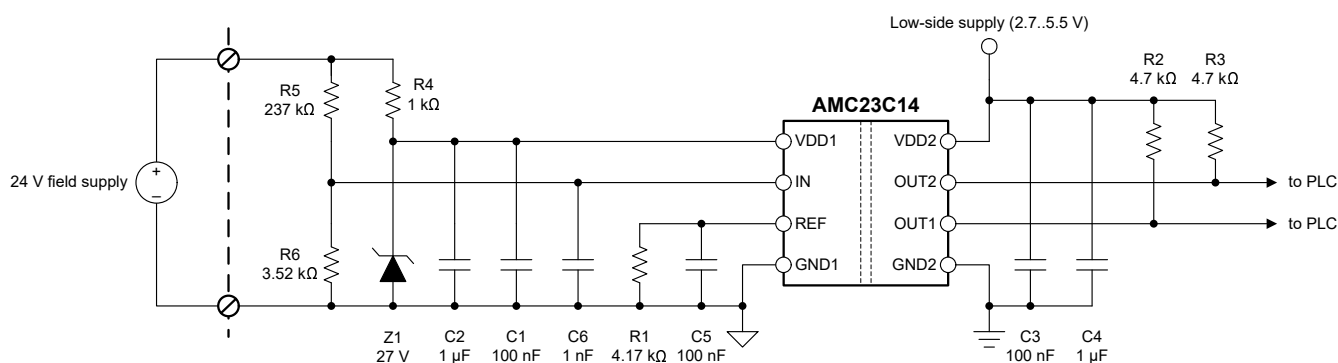 Low-side supply (2.7..5.5 V)
R2
4.7 kΩ
R3
4.7 kΩ
R5
237 kΩ
R4
1 kΩ
AMC23C14
VDD1
VDD2
24 V field supply
+
–
IN
OUT2
to PLC
REF
OUT1
to PLC
R6
3.52 kΩ
GND1
GND2
Z1
27 V
C2
1 µF
C1
100 nF
C6
1 nF
R1
4.17 kΩ
C5
100 nF
C3
100 nF
C4
1 µF